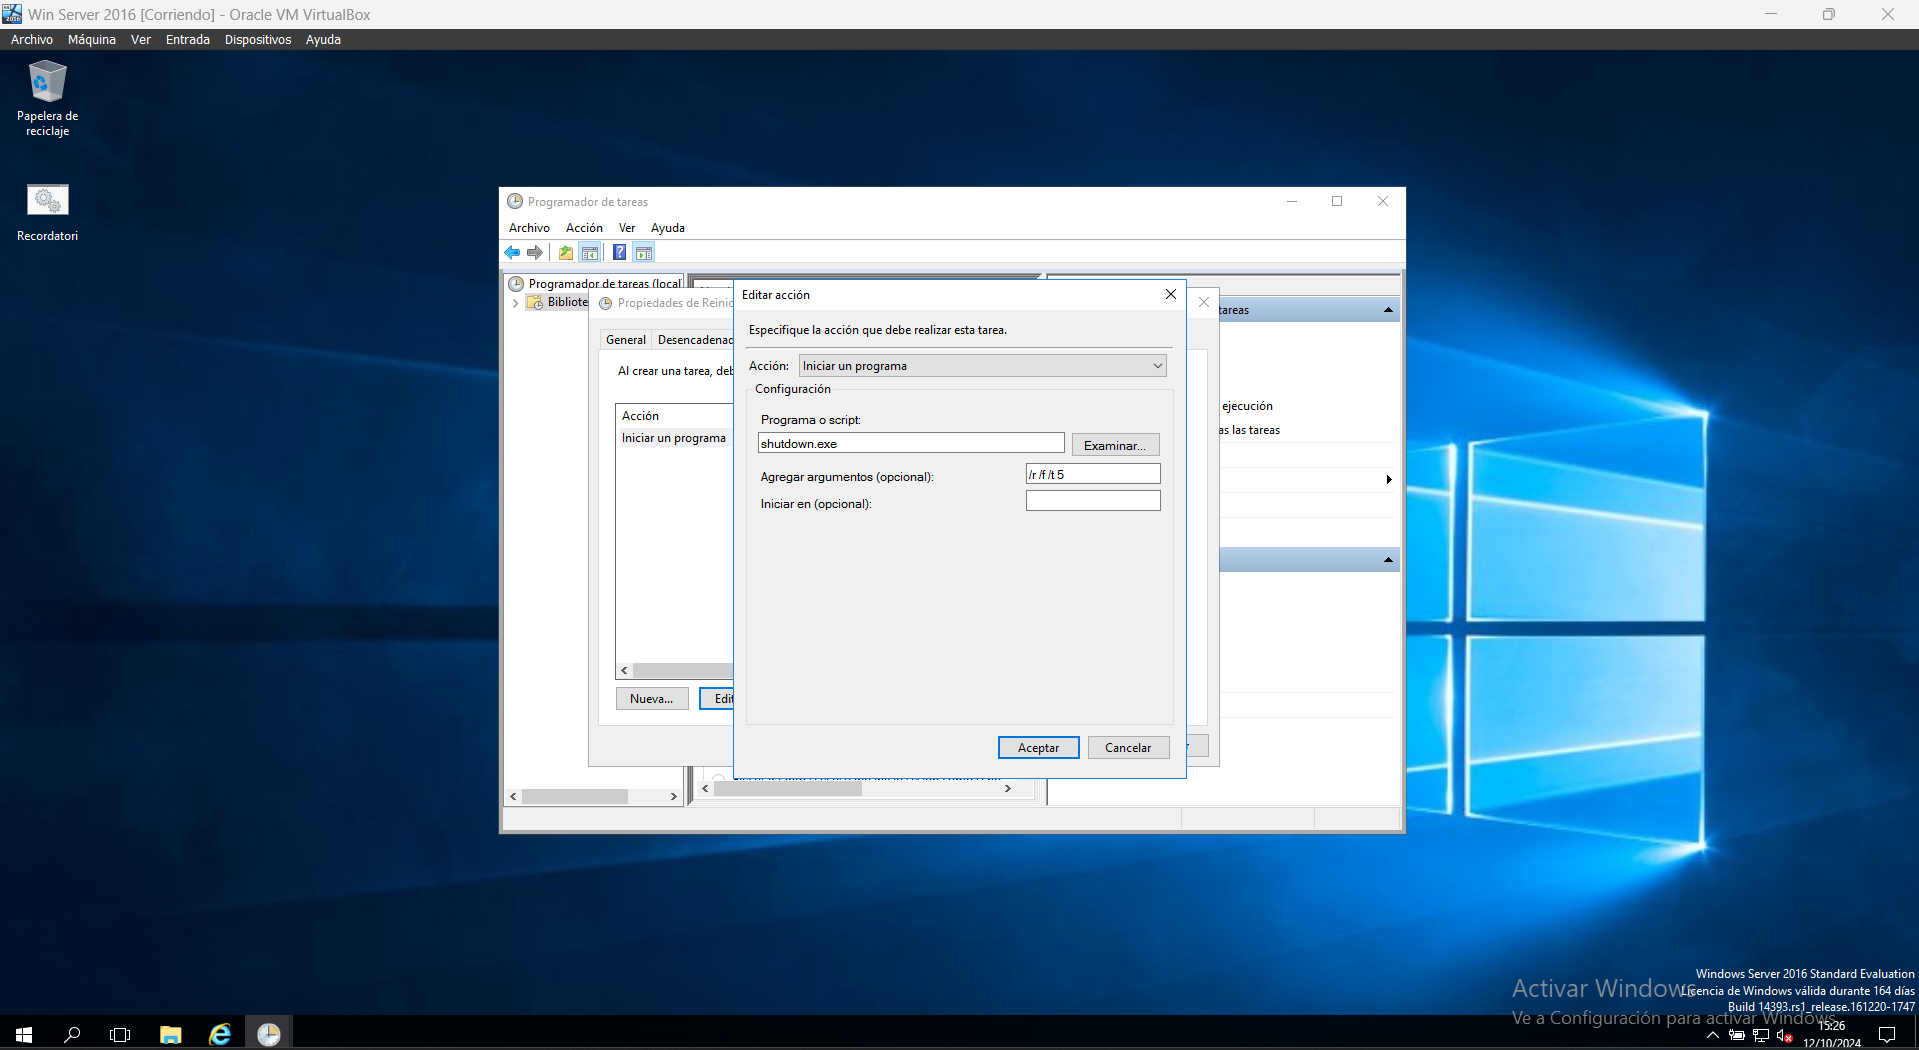 Win Server 2016 [Corriendo] - Oracle VM VirtualBox
Archivo Máquina Ver Entrada Dispositivos Ayuda
Papelera de
reciclaje
Recordatori
Programador de tareas
Archivo Acción Ver Ayuda
Programador de tareas (local
Bibliote
Propiedades de Reinic
General Desencadenad
Al crear una tarea, deb
Acción
Iniciar un programa
Nueva... Edit
Editar acción
Especifique la acción que debe realizar esta tarea.
Acción: Iniciar un programa
Configuración
Programa o script:
shutdown.exe Examinar...
Agregar argumentos (opcional): /r /f /t 5
Iniciar en (opcional):
Aceptar Cancelar
tareas
ejecución
as las tareas
Activar Windows
Ve a Configuración para activar Windows.
Windows Server 2016 Standard Evaluation
Licencia de Windows válida durante 164 días
Build 14393.rs1_release.161220-1747
15:26
12/10/2024